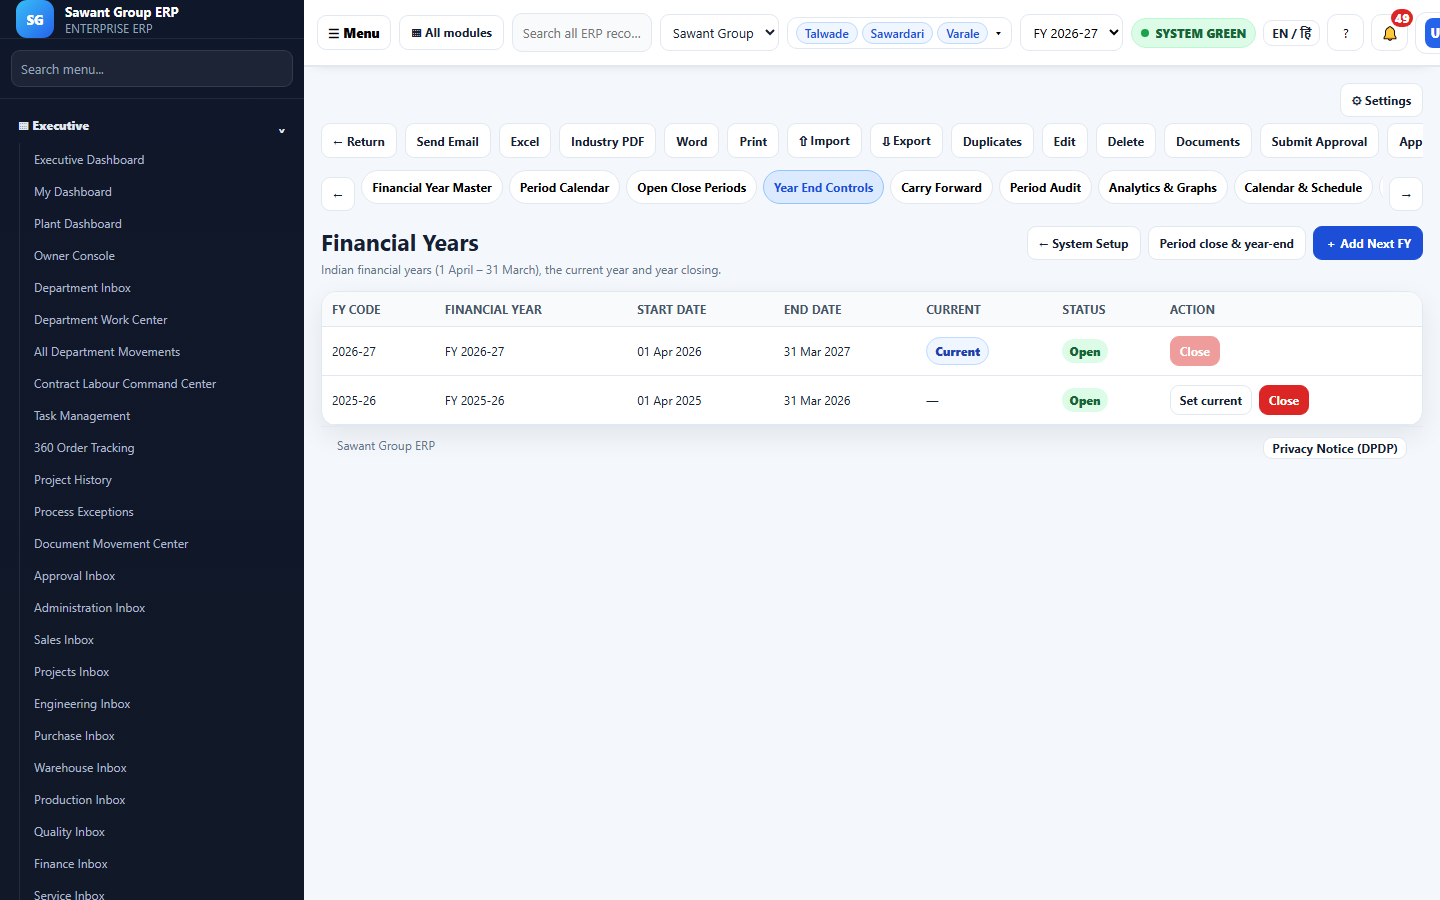 SG
Sawant Group ERP
ENTERPRISE ERP
Search menu...
Executive
Executive Dashboard
My Dashboard
Plant Dashboard
Owner Console
Department Inbox
Department Work Center
All Department Movements
Contract Labour Command Center
Task Management
360 Order Tracking
Project History
Process Exceptions
Document Movement Center
Approval Inbox
Administration Inbox
Sales Inbox
Projects Inbox
Engineering Inbox
Purchase Inbox
Warehouse Inbox
Production Inbox
Quality Inbox
Finance Inbox
Service Inbox
☰ Menu All modules Search all ERP reco... Sawant Group Talwade Sawardari Varale FY 2026-27 SYSTEM GREEN EN / हिं ? 49 U
⚙ Settings
← Return Send Email Excel Industry PDF Word Print ⇧ Import ⇩ Export Duplicates Edit Delete Documents Submit Approval App
← Financial Year Master Period Calendar Open Close Periods Year End Controls Carry Forward Period Audit Analytics & Graphs Calendar & Schedule →
Financial Years ← System Setup Period close & year-end + Add Next FY
Indian financial years (1 April – 31 March), the current year and year closing.
FY CODE FINANCIAL YEAR START DATE END DATE CURRENT STATUS ACTION
2026-27 FY 2026-27 01 Apr 2026 31 Mar 2027 Current Open Close
2025-26 FY 2025-26 01 Apr 2025 31 Mar 2026 — Open Set current Close
Sawant Group ERP Privacy Notice (DPDP)